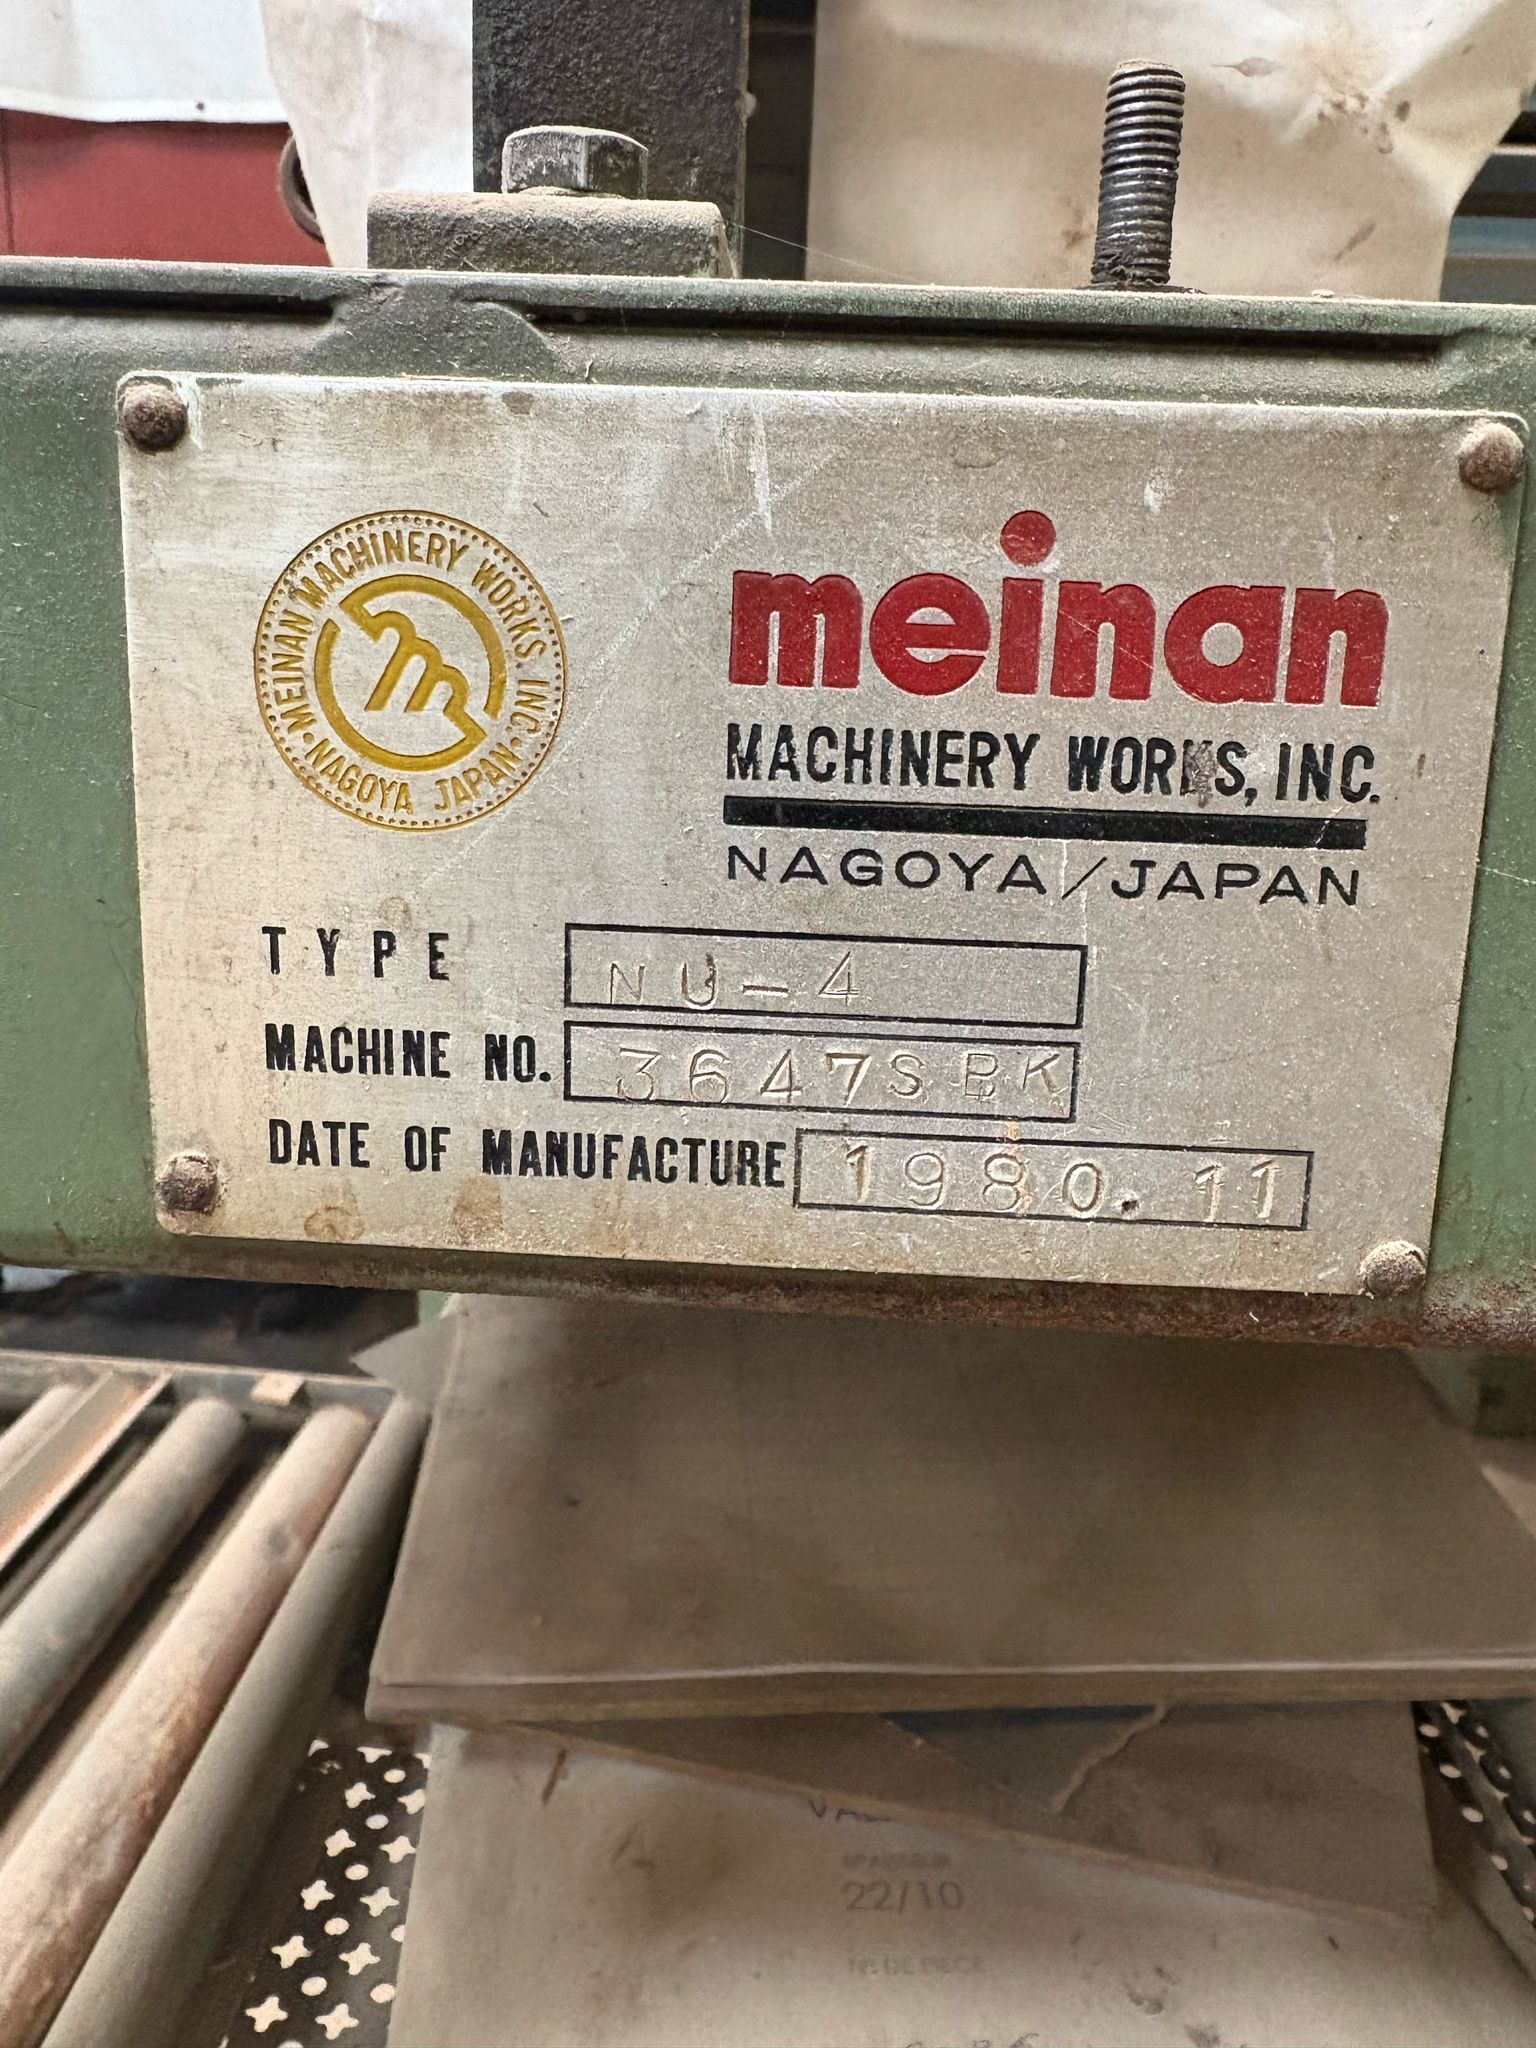 MEINAN MACHINERY WORKS, INC.
NAGOYA JAPAN
m
meinan
MACHINERY WORKS, INC.
NAGOYA/JAPAN
TYPE NU-4
MACHINE NO. 3647SBK
DATE OF MANUFACTURE 1980.11
22/10